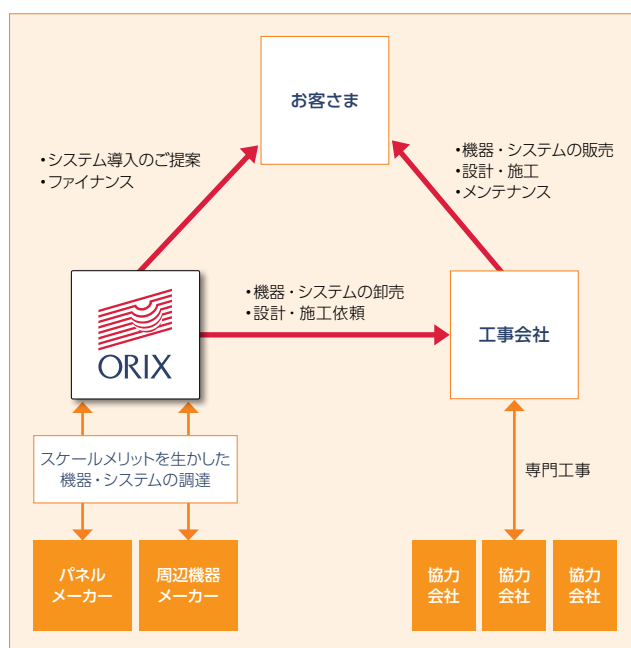 お客さま
・システム導入のご提案
・ファイナンス
・機器・システムの販売
・設計・施工
・メンテナンス
・機器・システムの卸売
・設計・施工依頼
ORIX
工事会社
スケールメリットを生かした
機器・システムの調達
専門工事
パネル
メーカー
周辺機器
メーカー
協力
会社
協力
会社
協力
会社